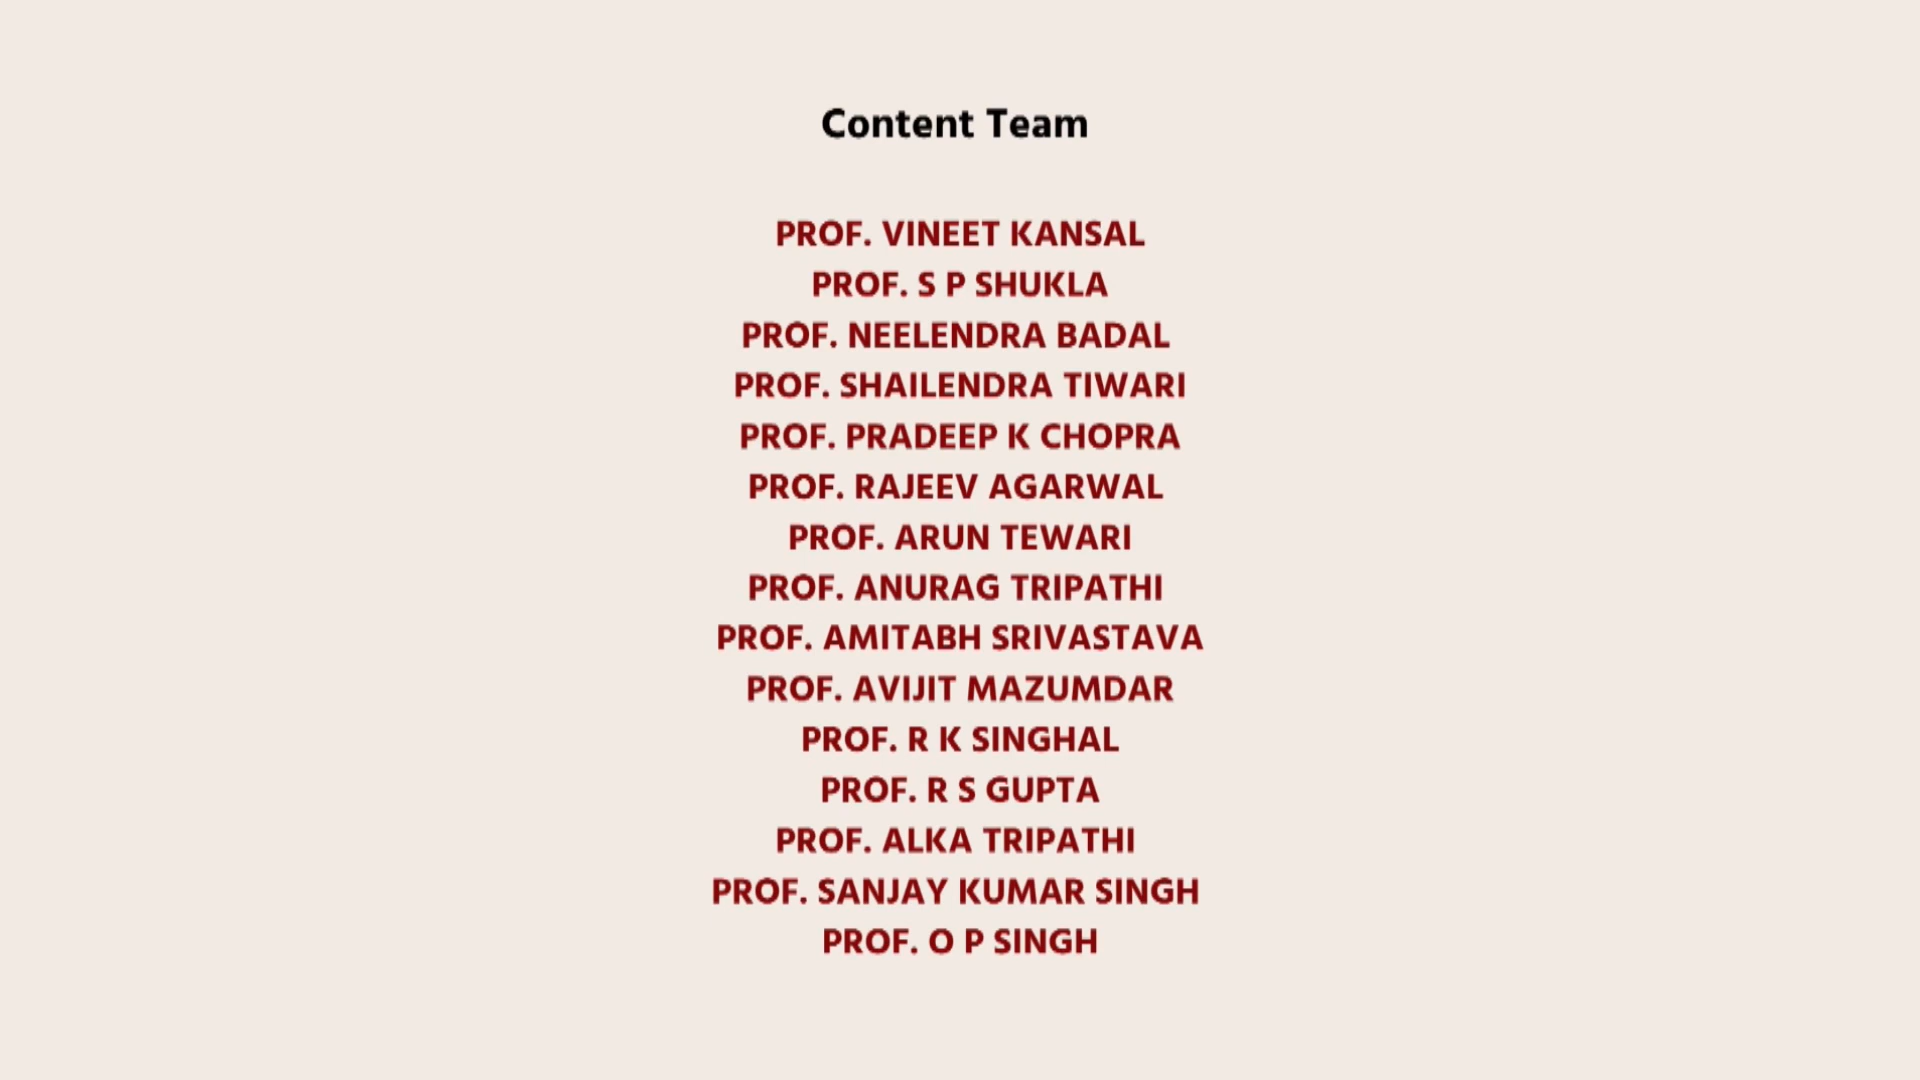 Content Team
PROF. VINEET KANSAL
PROF. S P SHUKLA
PROF. NEELENDRA BADAL
PROF. SHAILENDRA TIWARI
PROF. PRADEEP K CHOPRA
PROF. RAJEEV AGARWAL
PROF. ARUN TEWARI
PROF. ANURAG TRIPATHI
PROF. AMITABH SRIVASTAVA
PROF. AVIJIT MAZUMDAR
PROF. R K SINGHAL
PROF. R S GUPTA
PROF. ALKA TRIPATHI
PROF. SANJAY KUMAR SINGH
PROF. O P SINGH